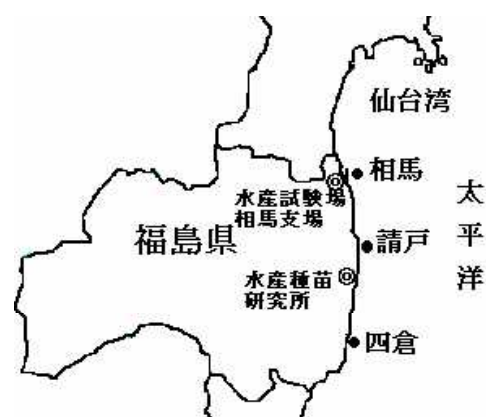 仙台湾
相馬
水産試験場
相馬支場
太平洋
福島県
請戸
水産種苗
研究所
四倉